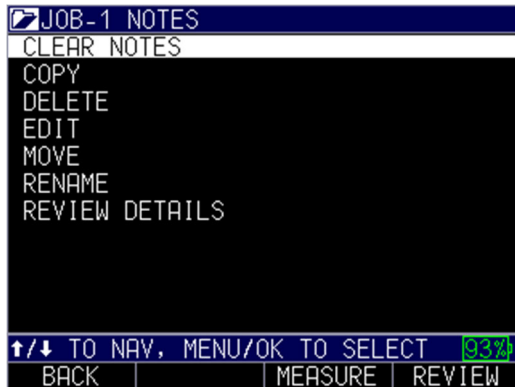 JOB-1 NOTES
CLEAR NOTES
COPY
DELETE
EDIT
MOVE
RENAME
REVIEW DETAILS
↑/↓ TO NAV, MENU/OK TO SELECT 93%
BACK MEASURE REVIEW